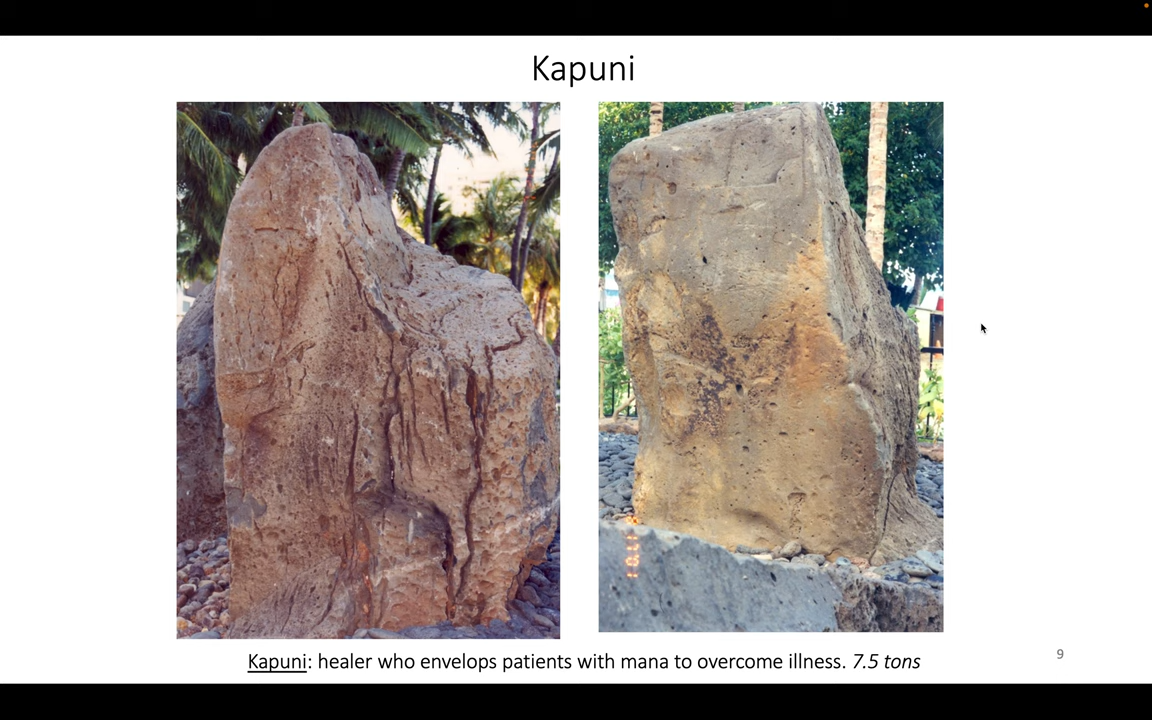 Kapuni
Kapuni: healer who envelops patients with mana to overcome illness. 7.5 tons
9